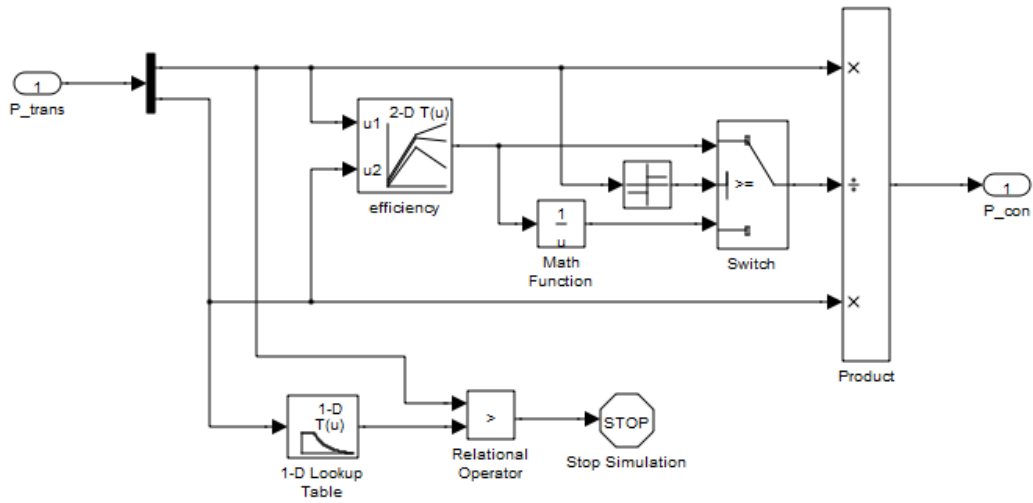 1
P_trans
2-D T(u)
u1
u2
efficiency
1
u
Math
Function
>=
Switch
×
÷
×
Product
1
P_con
1-D
T(u)
1-D Lookup
Table
>
Relational
Operator
STOP
Stop Simulation